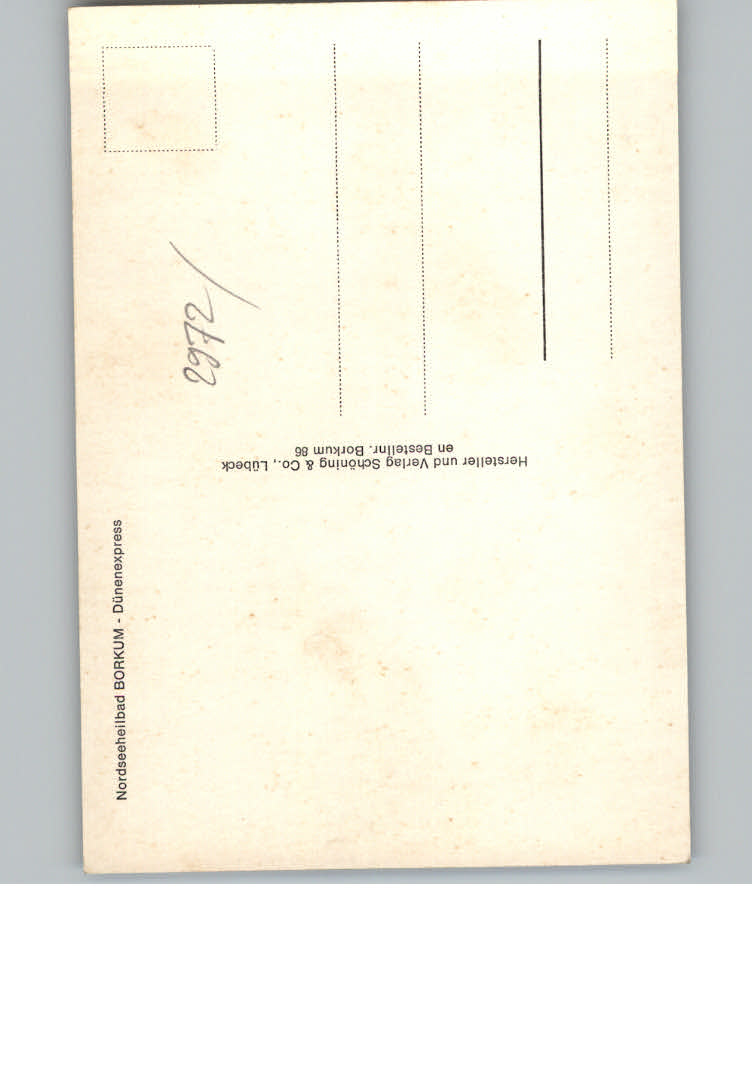 Nordseeheilbad BORKUM - Dünenexpress
Hersteller und Verlag Schöning & Co., Lübeck
en Bestellnr. Borkum 86
2972/